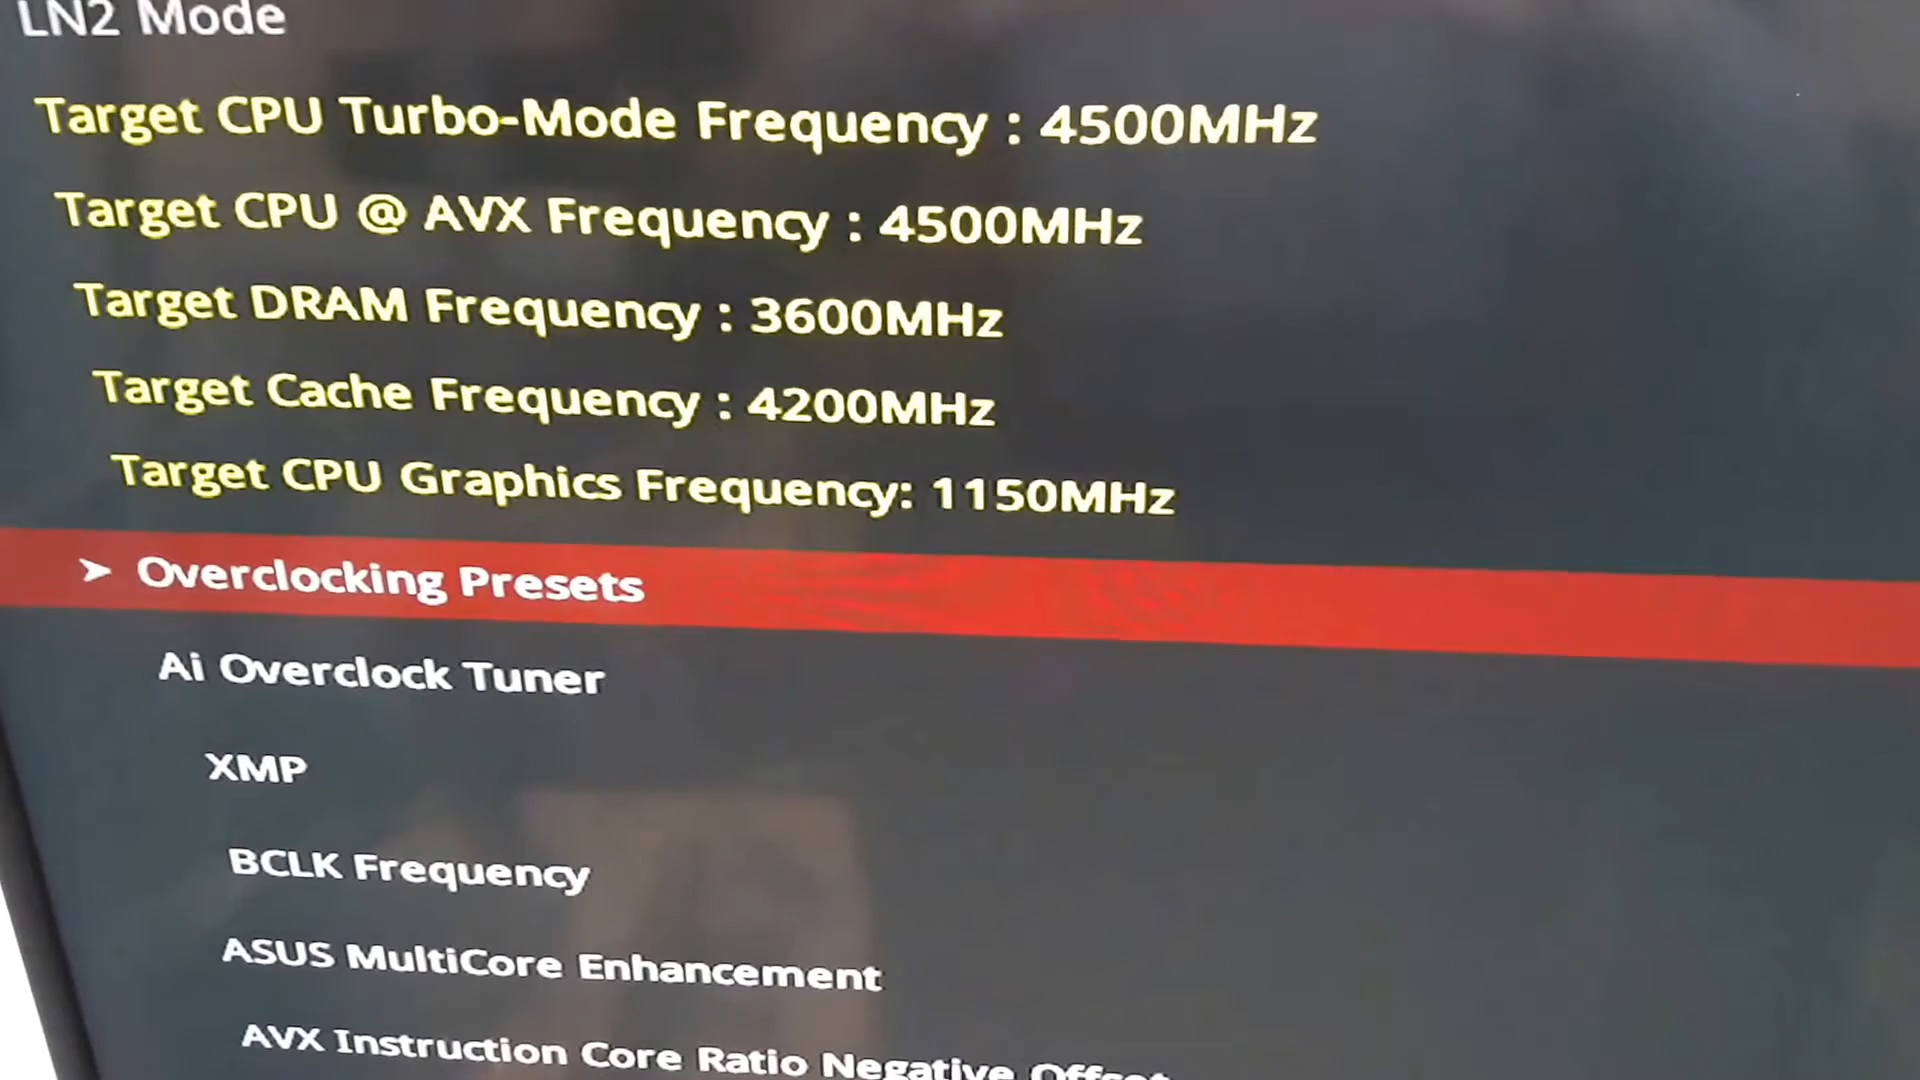 LN2 Mode
Target CPU Turbo-Mode Frequency : 4500MHz
Target CPU @ AVX Frequency : 4500MHz
Target DRAM Frequency : 3600MHz
Target Cache Frequency : 4200MHz
Target CPU Graphics Frequency: 1150MHz
➤ Overclocking Presets
Ai Overclock Tuner
XMP
BCLK Frequency
ASUS MultiCore Enhancement
AVX Instruction Core Ratio Negative Offset